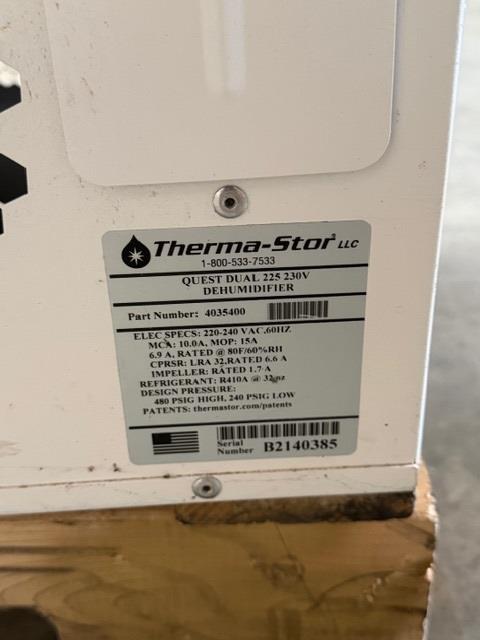 Therma-Stor LLC
1-800-533-7533
QUEST DUAL 225 230V
DEHUMIDIFIER
Part Number: 4035400
ELEC SPECS: 220-240 VAC,60HZ
MCA: 10.0A, MOP: 15A
6.9 A, RATED @ 80F/60%RH
CPRSR: LRA 32,RATED 6.6 A
IMPELLER: RATED 1.7 A
REFRIGERANT: R410A @ 32 oz
DESIGN PRESSURE:
480 PSIG HIGH, 240 PSIG LOW
PATENTS: thermastor.com/patents
Serial
Number B2140385